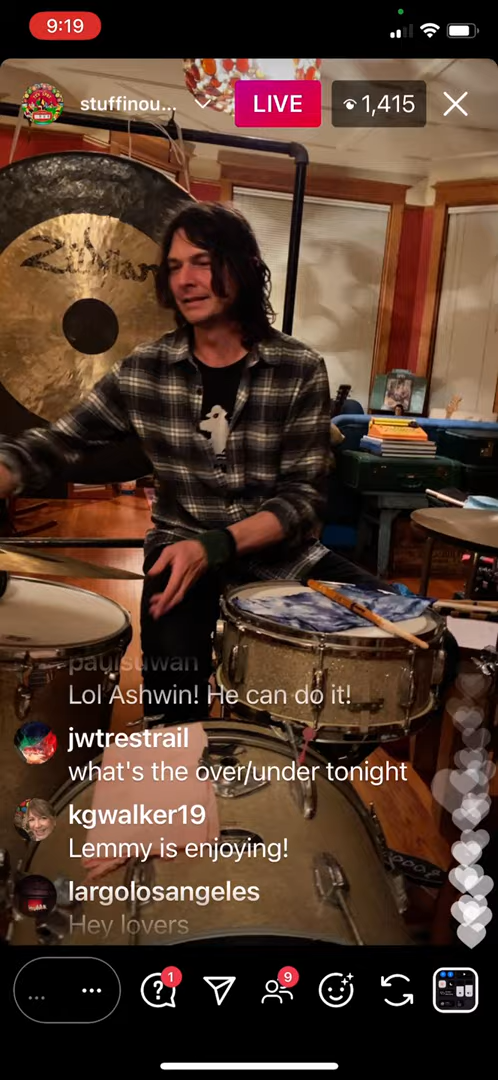 9:19
stuffinou...
LIVE
1,415
Zildjian
paulsuwan
Lol Ashwin! He can do it!
jwtrestrail
what's the over/under tonight
kgwalker19
Lemmy is enjoying!
largolosangeles
Hey lovers
...
...
1
9